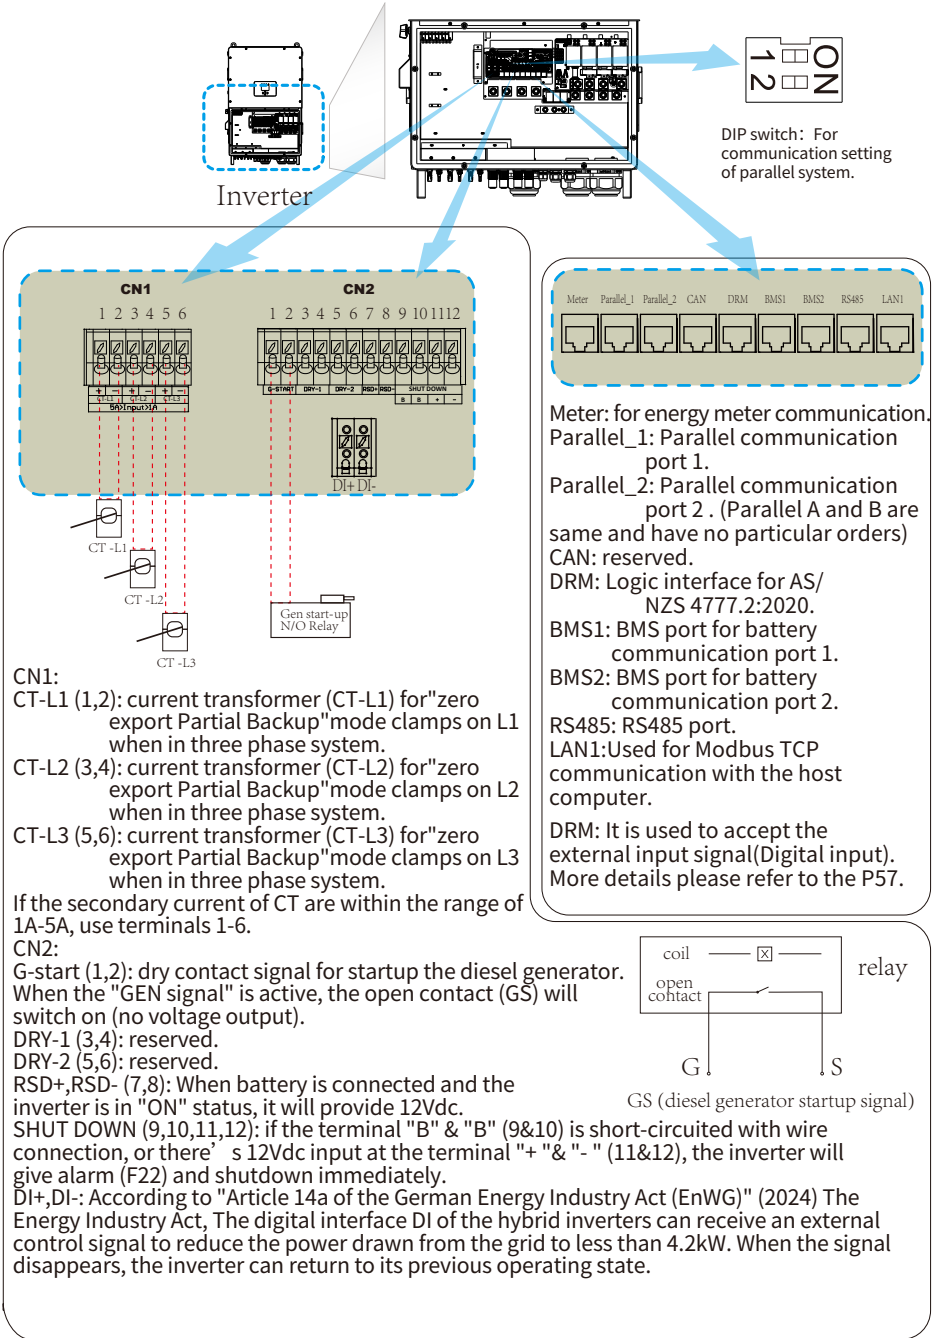 ON
1 2
DIP switch: For
communication setting
of parallel system.
Inverter
CN1
CN2
1 2 3 4 5 6
1 2 3 4 5 6 7 8 9 10 11 12
+ - + - + -
CT-L1 CT-L2 CT-L3
5A>Input>1A
G-START DRY-1 DRY-2 RSD+ RSD- SHUT DOWN
B B + -
DI+ DI-
CT -L1
CT -L2
CT -L3
Gen start-up
N/O Relay
Meter Parallel_1 Parallel_2 CAN DRM BMS1 BMS2 RS485 LAN1
Meter: for energy meter communication.
Parallel_1: Parallel communication
port 1.
Parallel_2: Parallel communication
port 2 . (Parallel A and B are
same and have no particular orders)
CAN: reserved.
DRM: Logic interface for AS/
NZS 4777.2:2020.
BMS1: BMS port for battery
communication port 1.
BMS2: BMS port for battery
communication port 2.
RS485: RS485 port.
LAN1:Used for Modbus TCP
communication with the host
computer.
DRM: It is used to accept the
external input signal(Digital input).
More details please refer to the P57.
CN1:
CT-L1 (1,2): current transformer (CT-L1) for"zero
export Partial Backup"mode clamps on L1
when in three phase system.
CT-L2 (3,4): current transformer (CT-L2) for"zero
export Partial Backup"mode clamps on L2
when in three phase system.
CT-L3 (5,6): current transformer (CT-L3) for"zero
export Partial Backup"mode clamps on L3
when in three phase system.
If the secondary current of CT are within the range of
1A-5A, use terminals 1-6.
CN2:
G-start (1,2): dry contact signal for startup the diesel generator.
When the "GEN signal" is active, the open contact (GS) will
switch on (no voltage output).
DRY-1 (3,4): reserved.
DRY-2 (5,6): reserved.
RSD+,RSD- (7,8): When battery is connected and the
inverter is in "ON" status, it will provide 12Vdc.
SHUT DOWN (9,10,11,12): if the terminal "B" & "B" (9&10) is short-circuited with wire
connection, or there’s 12Vdc input at the terminal "+ "& "- " (11&12), the inverter will
give alarm (F22) and shutdown immediately.
DI+,DI-: According to "Article 14a of the German Energy Industry Act (EnWG)" (2024) The
Energy Industry Act, The digital interface DI of the hybrid inverters can receive an external
control signal to reduce the power drawn from the grid to less than 4.2kW. When the signal
disappears, the inverter can return to its previous operating state.
coil
open
contact
relay
G
S
GS (diesel generator startup signal)